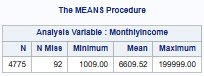 The MEANS Procedure
Analysis Variable : MonthlyIncome
N N Miss Minimum Mean Maximum
4775 92 1009.00 6609.52 199999.00